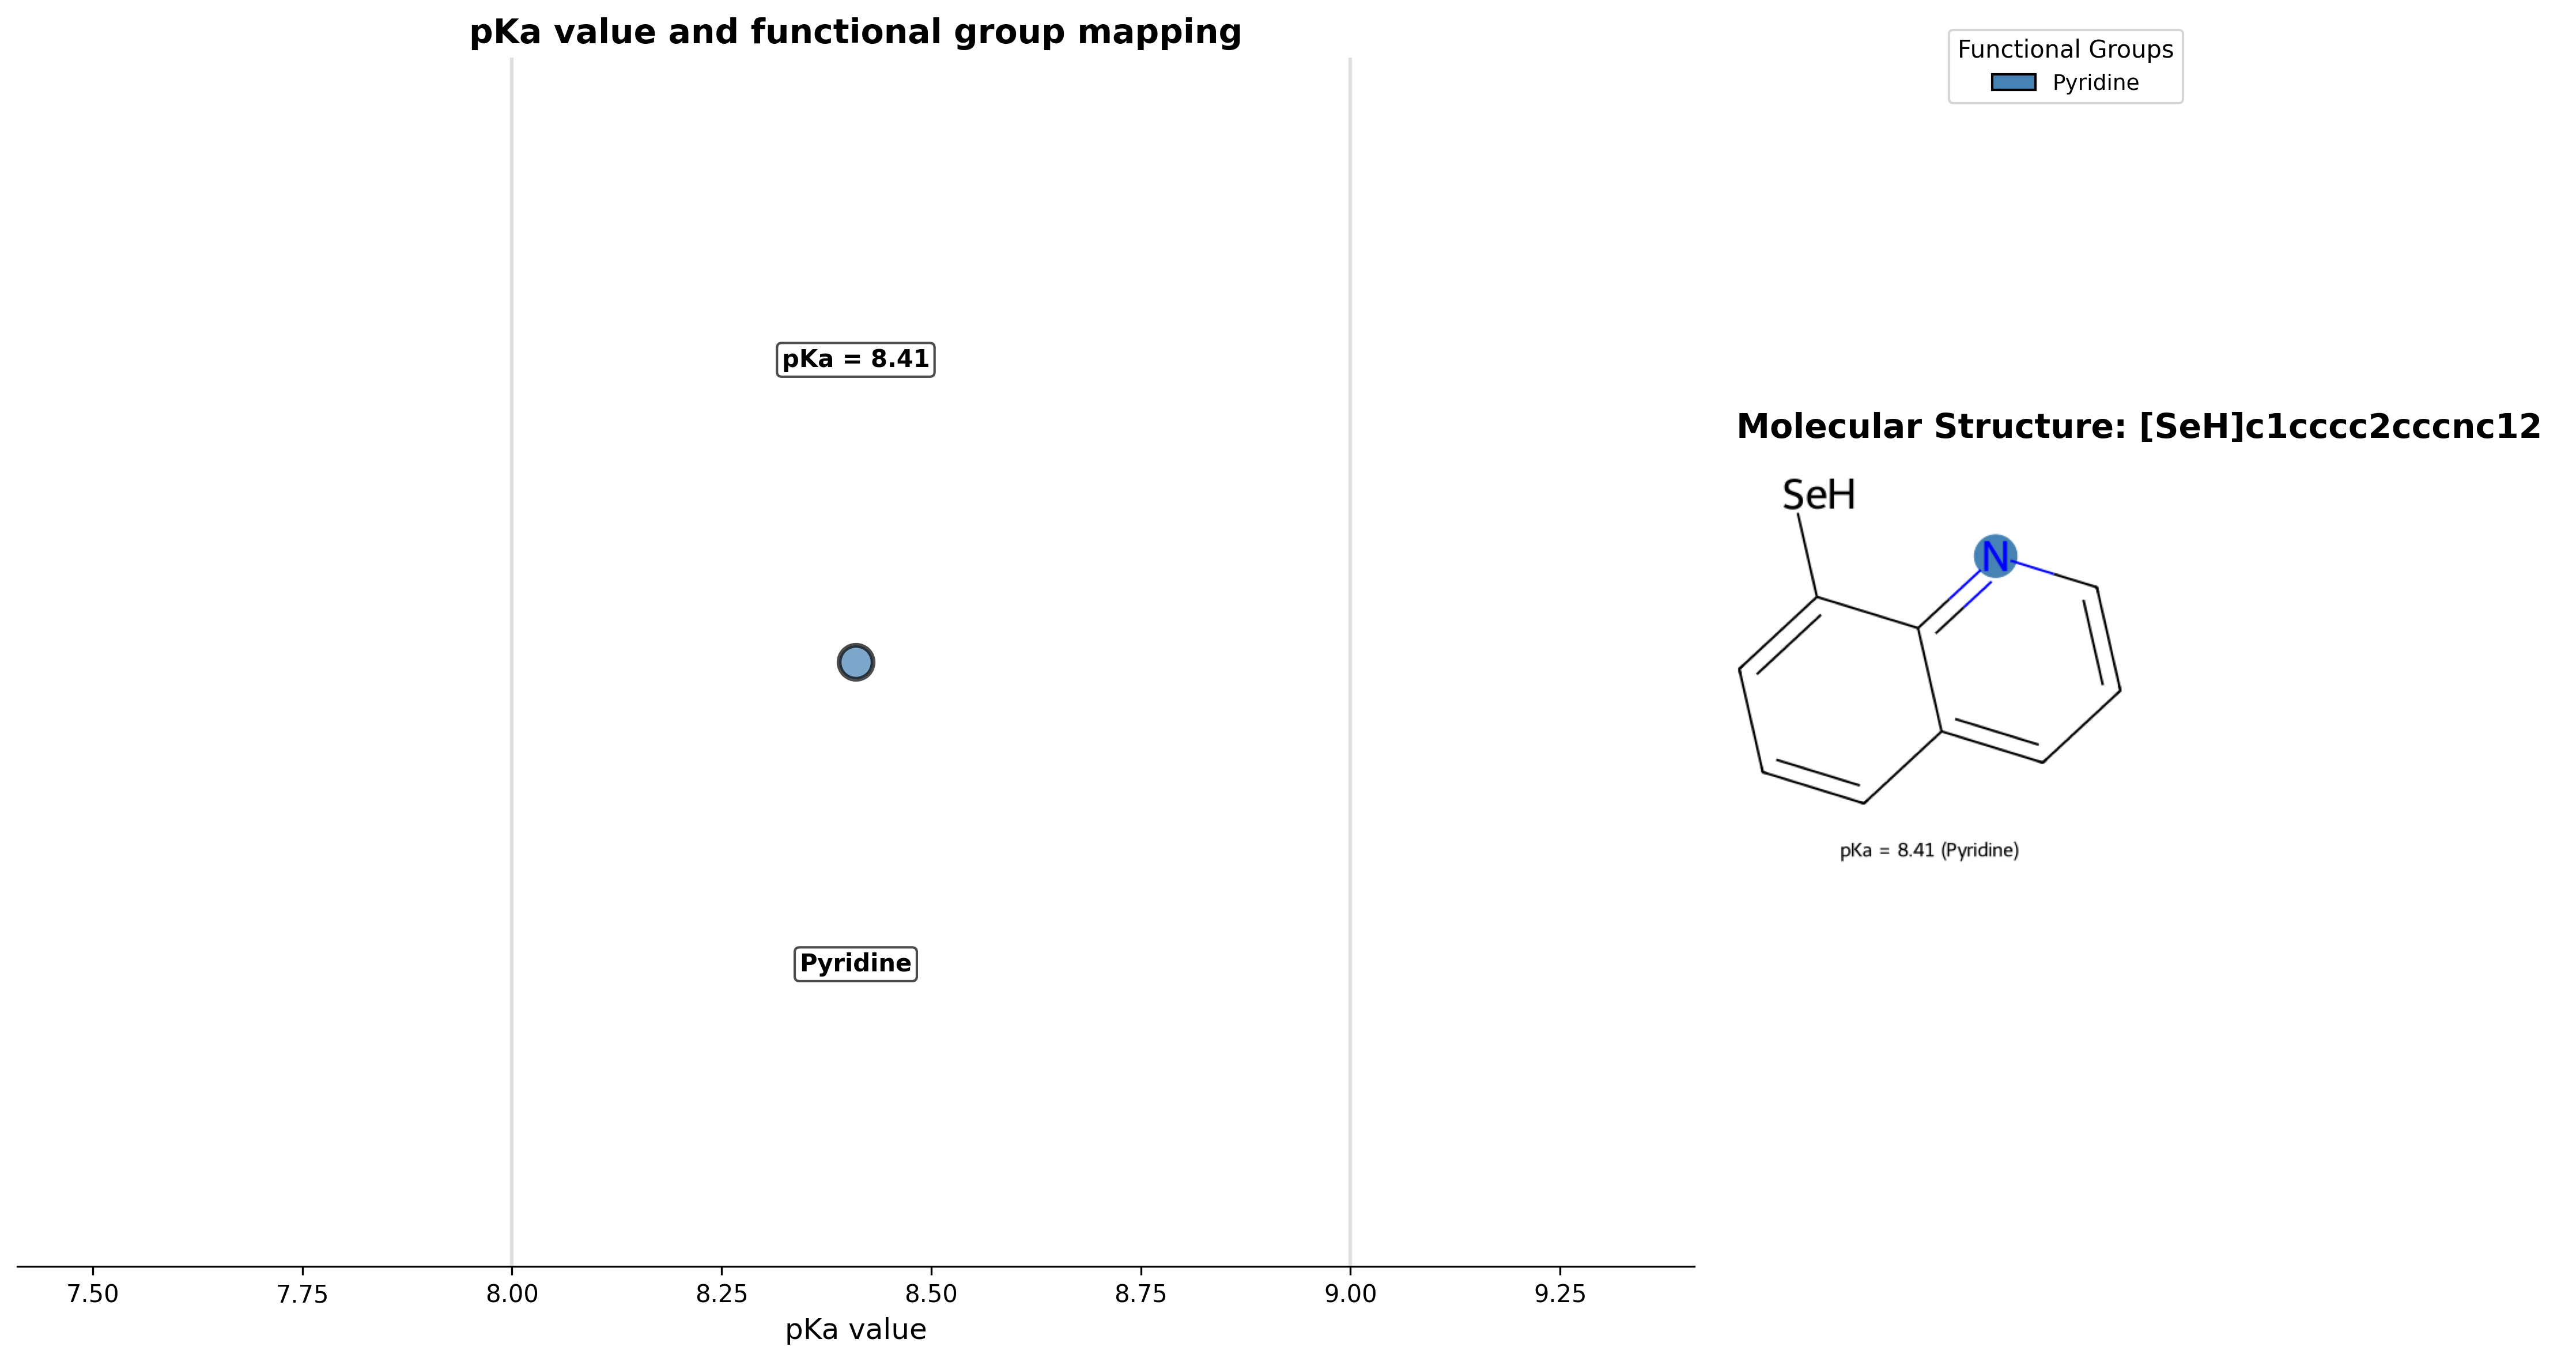 pKa value and functional group mapping
pKa = 8.41
Pyridine
7.50 7.75 8.00 8.25 8.50 8.75 9.00 9.25
pKa value
Functional Groups
Pyridine
Molecular Structure: [SeH]c1cccc2cccnc12
SeH
N
pKa = 8.41 (Pyridine)